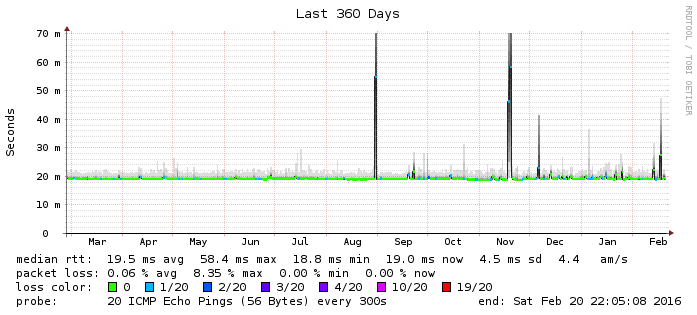 Last 360 Days
RRDTOOL / TOBI OETIKER
Seconds
70 m
60 m
50 m
40 m
30 m
20 m
10 m
0
Mar Apr May Jun Jul Aug Sep Oct Nov Dec Jan Feb
median rtt: 19.5 ms avg 58.4 ms max 18.8 ms min 19.0 ms now 4.5 ms sd 4.4 am/s
packet loss: 0.06 % avg 8.35 % max 0.00 % min 0.00 % now
loss color: 0 1/20 2/20 3/20 4/20 10/20 19/20
probe: 20 ICMP Echo Pings (56 Bytes) every 300s end: Sat Feb 20 22:05:08 2016